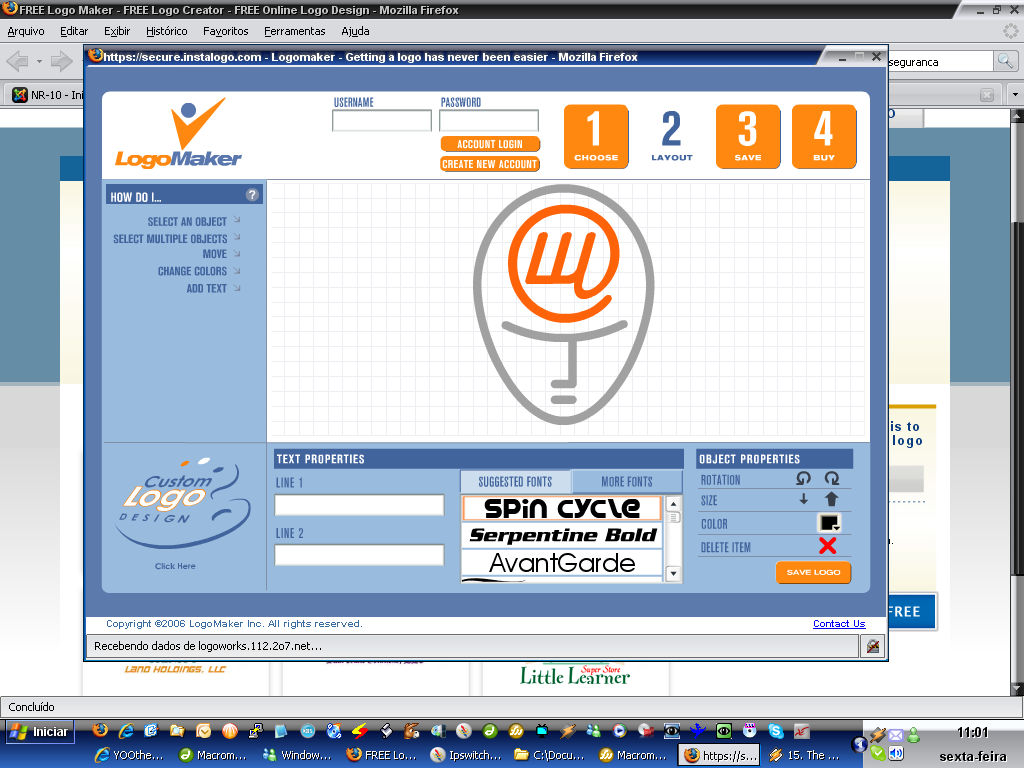 FREE Logo Maker - FREE Logo Creator - FREE Online Logo Design - Mozilla Firefox
Arquivo Editar Exibir Histórico Favoritos Ferramentas Ajuda
https://secure.instalogo.com - Logomaker - Getting a logo has never been easier - Mozilla Firefox
seguranca
NR-10 - Ini
LogoMaker
USERNAME
PASSWORD
ACCOUNT LOGIN
CREATE NEW ACCOUNT
1
CHOOSE
2
LAYOUT
3
SAVE
4
BUY
HOW DO I...
?
SELECT AN OBJECT
SELECT MULTIPLE OBJECTS
MOVE
CHANGE COLORS
ADD TEXT
is to
logo
Custom
Logo
DESIGN
Click Here
TEXT PROPERTIES
LINE 1
LINE 2
SUGGESTED FONTS
MORE FONTS
Spin Cycle
Serpentine Bold
AvantGarde
OBJECT PROPERTIES
ROTATION
SIZE
COLOR
DELETE ITEM
SAVE LOGO
FREE
Copyright ©2006 LogoMaker Inc. All rights reserved.
Contact Us
Recebendo dados de logoworks.112.2o7.net...
LAND HOLDINGS, LLC
Super Store
Little Learner
Concluído
Iniciar
11:01
YOOthe...
Macrom...
Window...
FREE Lo...
Ipswitch...
C:\Docu...
Macrom...
https://s...
15. The ...
sexta-feira